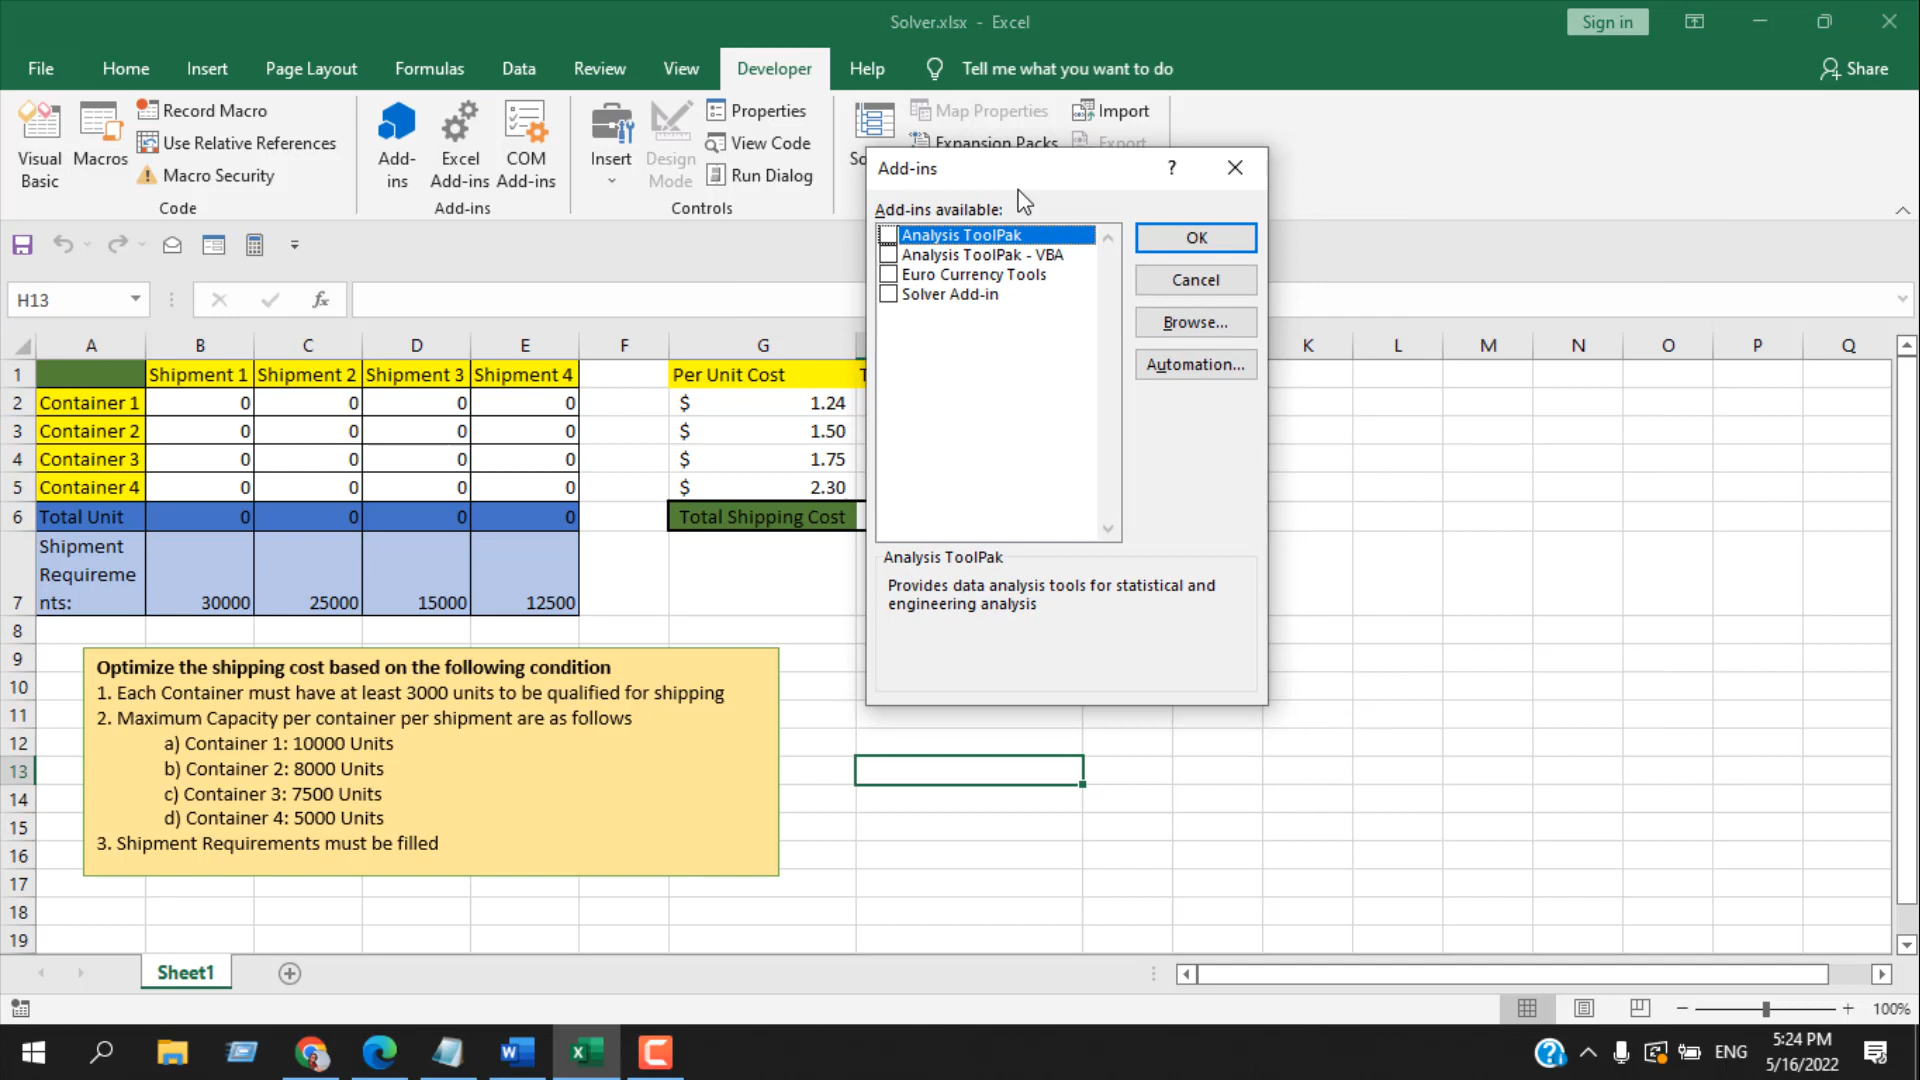 Solver.xlsx - Excel
Sign in
File Home Insert Page Layout Formulas Data Review View Developer Help Tell me what you want to do Share
Visual Basic
Macros
Record Macro
Use Relative References
Macro Security
Code
Add-ins
Excel Add-ins
COM Add-ins
Add-ins
Insert
Design Mode
Properties
View Code
Run Dialog
Controls
Map Properties
Expansion Packs
Import
Export
Add-ins ?
Add-ins available:
Analysis ToolPak
Analysis ToolPak - VBA
Euro Currency Tools
Solver Add-in
OK
Cancel
Browse...
Automation...
Analysis ToolPak
Provides data analysis tools for statistical and
engineering analysis
H13 fx
A B C D E F G K L M N O P Q
1 Shipment 1 Shipment 2 Shipment 3 Shipment 4 Per Unit Cost T
2 Container 1 0 0 0 0 $ 1.24
3 Container 2 0 0 0 0 $ 1.50
4 Container 3 0 0 0 0 $ 1.75
5 Container 4 0 0 0 0 $ 2.30
6 Total Unit 0 0 0 0 Total Shipping Cost
Shipment
Requireme
7 nts: 30000 25000 15000 12500
8
9
10
11
12
13
14
15
16
17
18
19
Optimize the shipping cost based on the following condition
1. Each Container must have at least 3000 units to be qualified for shipping
2. Maximum Capacity per container per shipment are as follows
a) Container 1: 10000 Units
b) Container 2: 8000 Units
c) Container 3: 7500 Units
d) Container 4: 5000 Units
3. Shipment Requirements must be filled
Sheet1
100%
ENG
5:24 PM
5/16/2022